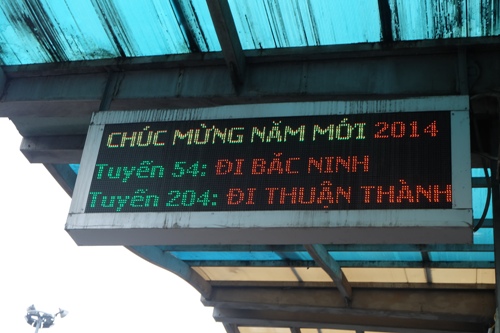 CHÚC MỪNG NĂM MỚI 2014
Tuyến 54: ĐI BẮC NINH
Tuyến 204: ĐI THUẬN THÀNH